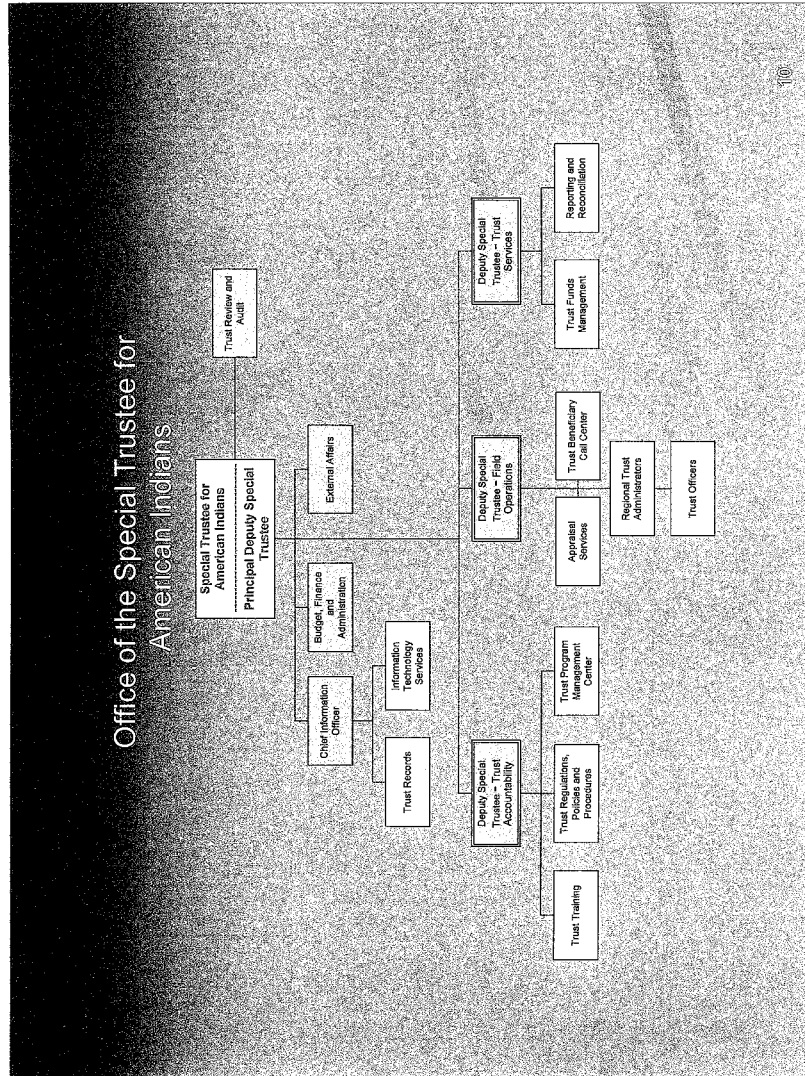 Office of the Special Trustee for
American Indians
Special Trustee for
American Indians
Principal Deputy Special
Trustee
Trust Review and
Audit
Chief Information
Officer
Budget, Finance
and
Administration
External Affairs
Trust Records
Information
Technology
Services
Deputy Special
Trustee – Trust
Accountability
Deputy Special
Trustee – Field
Operations
Deputy Special
Trustee – Trust
Services
Trust Training
Trust Regulations,
Policies and
Procedures
Trust Program
Management
Center
Appraisal
Services
Trust Beneficiary
Call Center
Trust Funds
Management
Reporting and
Reconciliation
Regional Trust
Administrators
Trust Officers
10